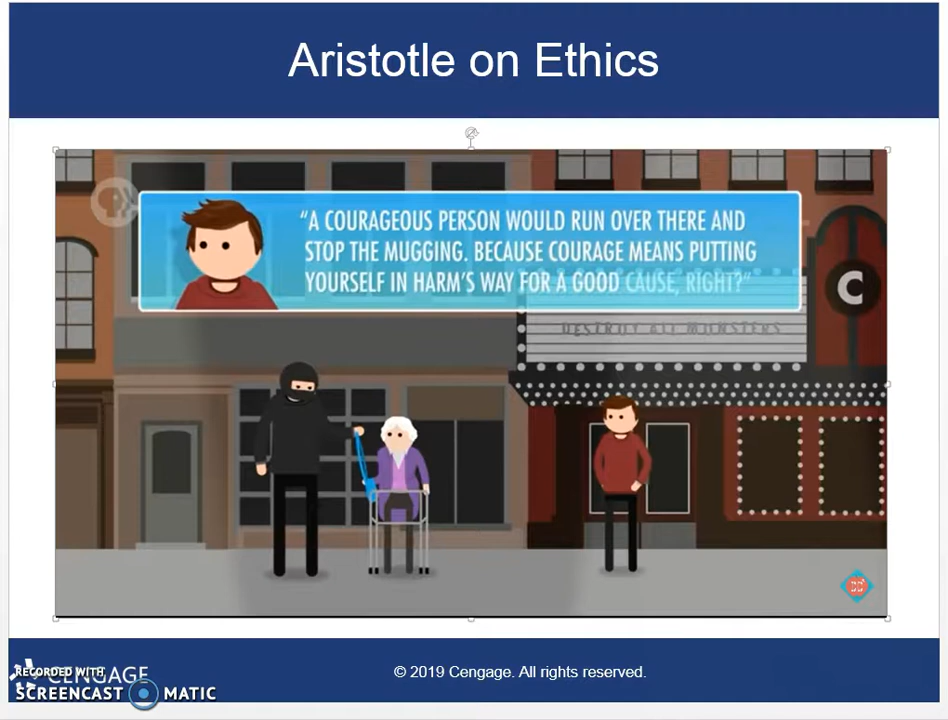 Aristotle on Ethics
"A COURAGEOUS PERSON WOULD RUN OVER THERE AND
STOP THE MUGGING. BECAUSE COURAGE MEANS PUTTING
YOURSELF IN HARM'S WAY FOR A GOOD CAUSE, RIGHT?"
C
DESTROY ALL MONSTERS
RECORDED WITH
CENGAGE
SCREENCAST MATIC
© 2019 Cengage. All rights reserved.